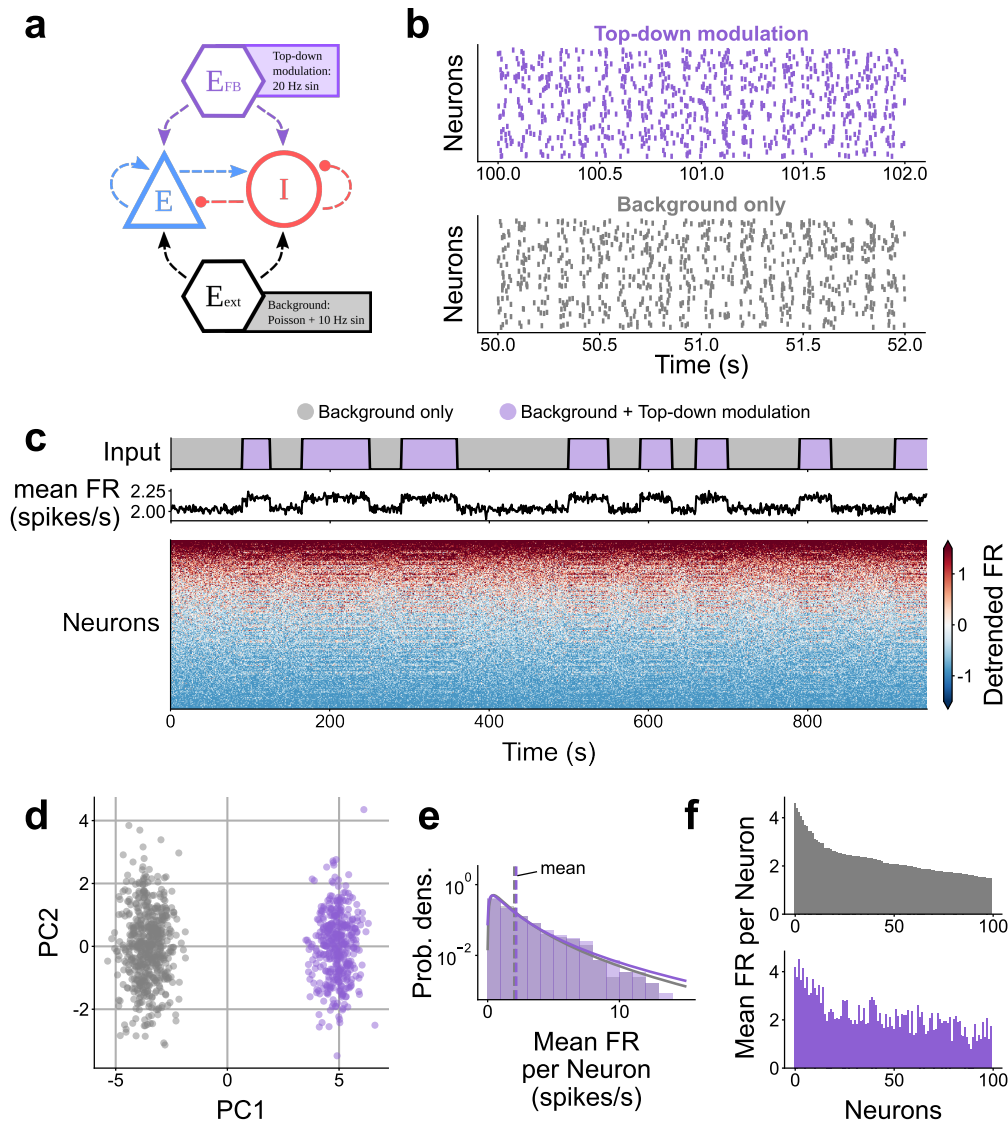 a
E_FB
Top-down
modulation:
20 Hz sin
E
I
E_ext
Background:
Poisson + 10 Hz sin
b
Top-down modulation
Neurons
100.0 100.5 101.0 101.5 102.0
Background only
Neurons
50.0 50.5 51.0 51.5 52.0
Time (s)
Background only Background + Top-down modulation
c
Input
mean FR
(spikes/s)
2.25
2.00
Neurons
0 200 400 600 800
Time (s)
1
0
-1
Detrended FR
d
4
2
0
-2
PC2
-5 0 5
PC1
e
mean
10^0
10^-2
Prob. dens.
0 10
Mean FR
per Neuron
(spikes/s)
f
4
2
0
0 50 100
4
2
0
0 50 100
Mean FR per Neuron
Neurons